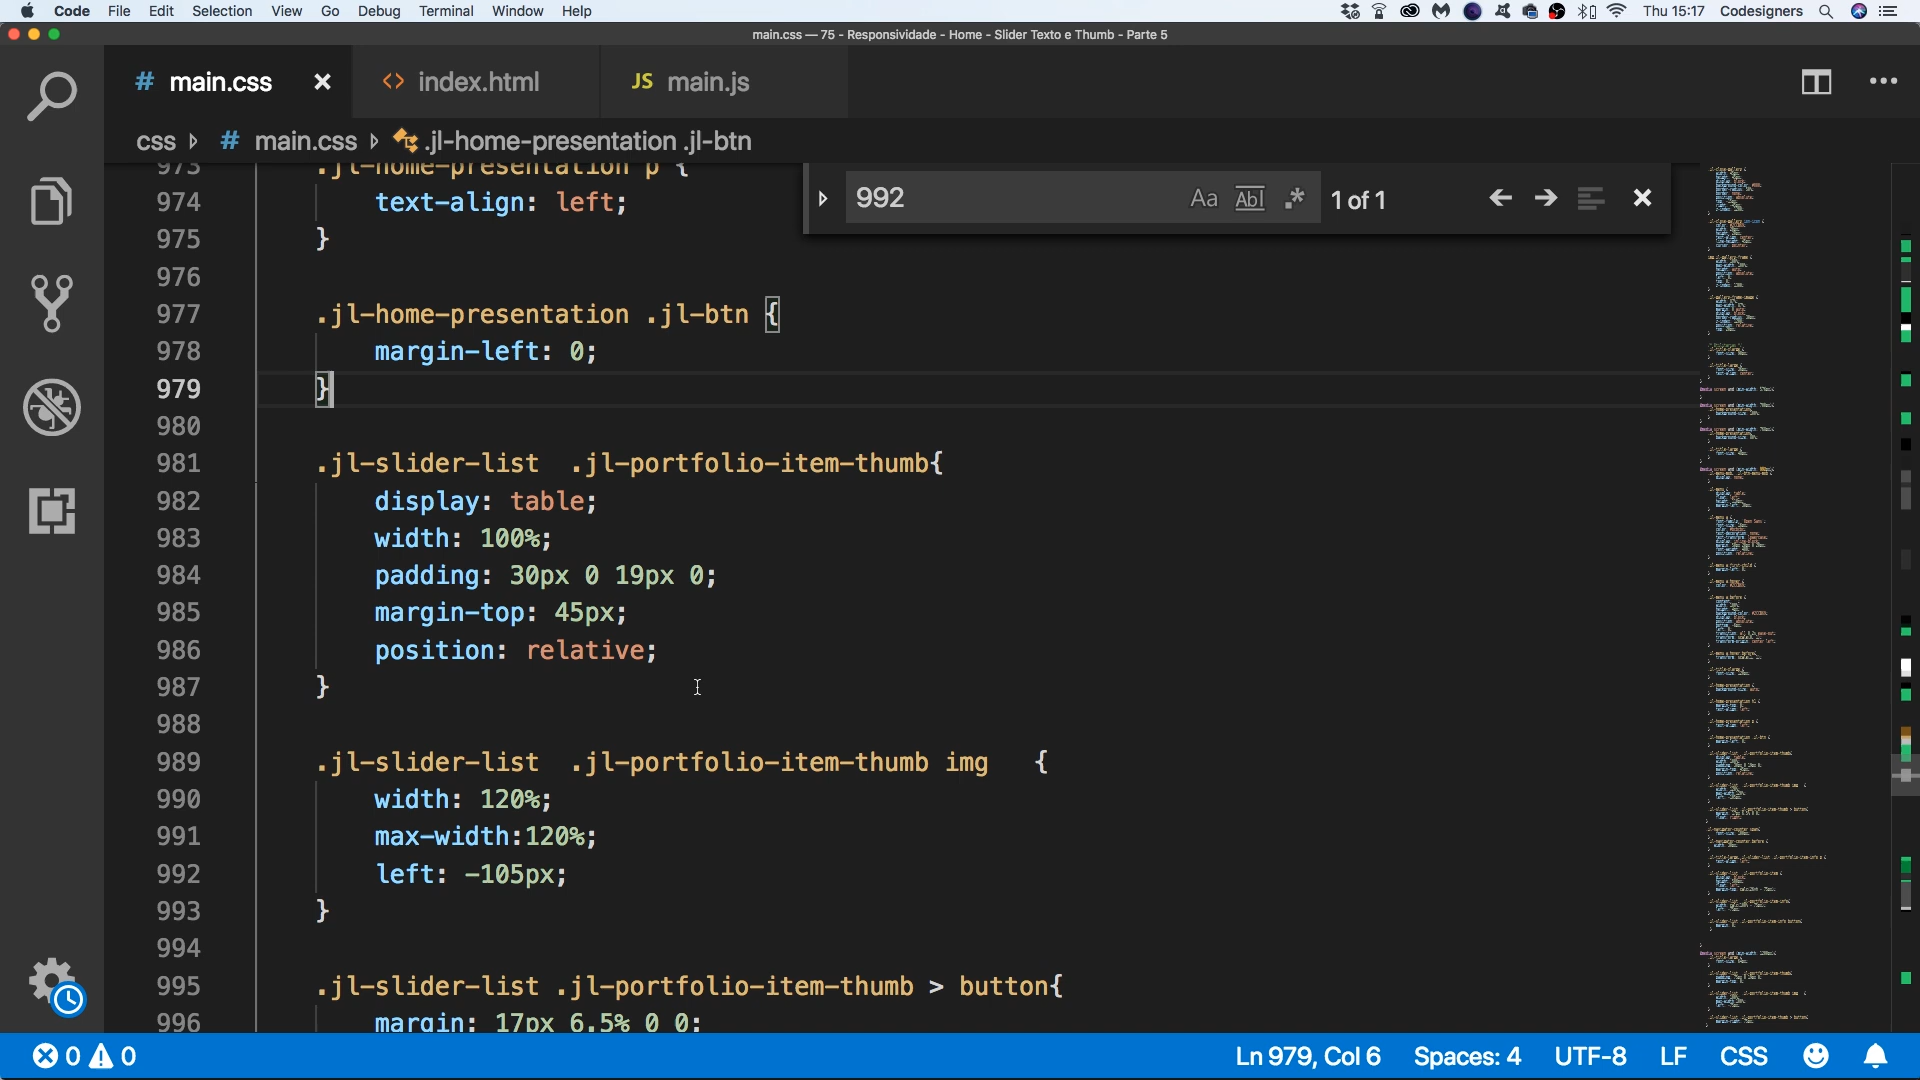 Code File Edit Selection View Go Debug Terminal Window Help Thu 15:17 Codesigners
main.css — 75 - Responsividade - Home - Slider Texto e Thumb - Parte 5
# main.css × <> index.html JS main.js
css # main.css .jl-home-presentation .jl-btn
992 Aa Abl .* 1 of 1
973 .jl-home-presentation p {
974 text-align: left;
975 }
976
977 .jl-home-presentation .jl-btn {
978 margin-left: 0;
979 }
980
981 .jl-slider-list  .jl-portfolio-item-thumb{
982 display: table;
983 width: 100%;
984 padding: 30px 0 19px 0;
985 margin-top: 45px;
986 position: relative;
987 }
988
989 .jl-slider-list  .jl-portfolio-item-thumb img   {
990 width: 120%;
991 max-width:120%;
992 left: -105px;
993 }
994
995 .jl-slider-list .jl-portfolio-item-thumb > button{
996 margin: 17px 6.5% 0 0;
0 0 Ln 979, Col 6 Spaces: 4 UTF-8 LF CSS